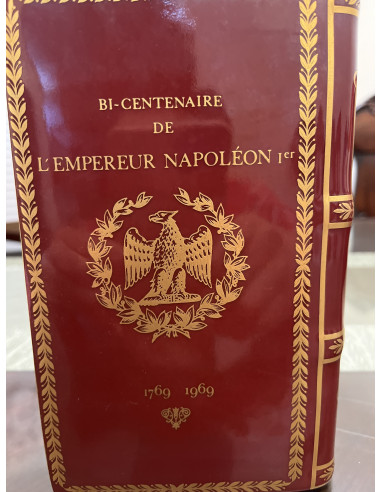 BI-CENTENAIRE
DE
L'EMPEREUR NAPOLÉON Ier
1769 1969